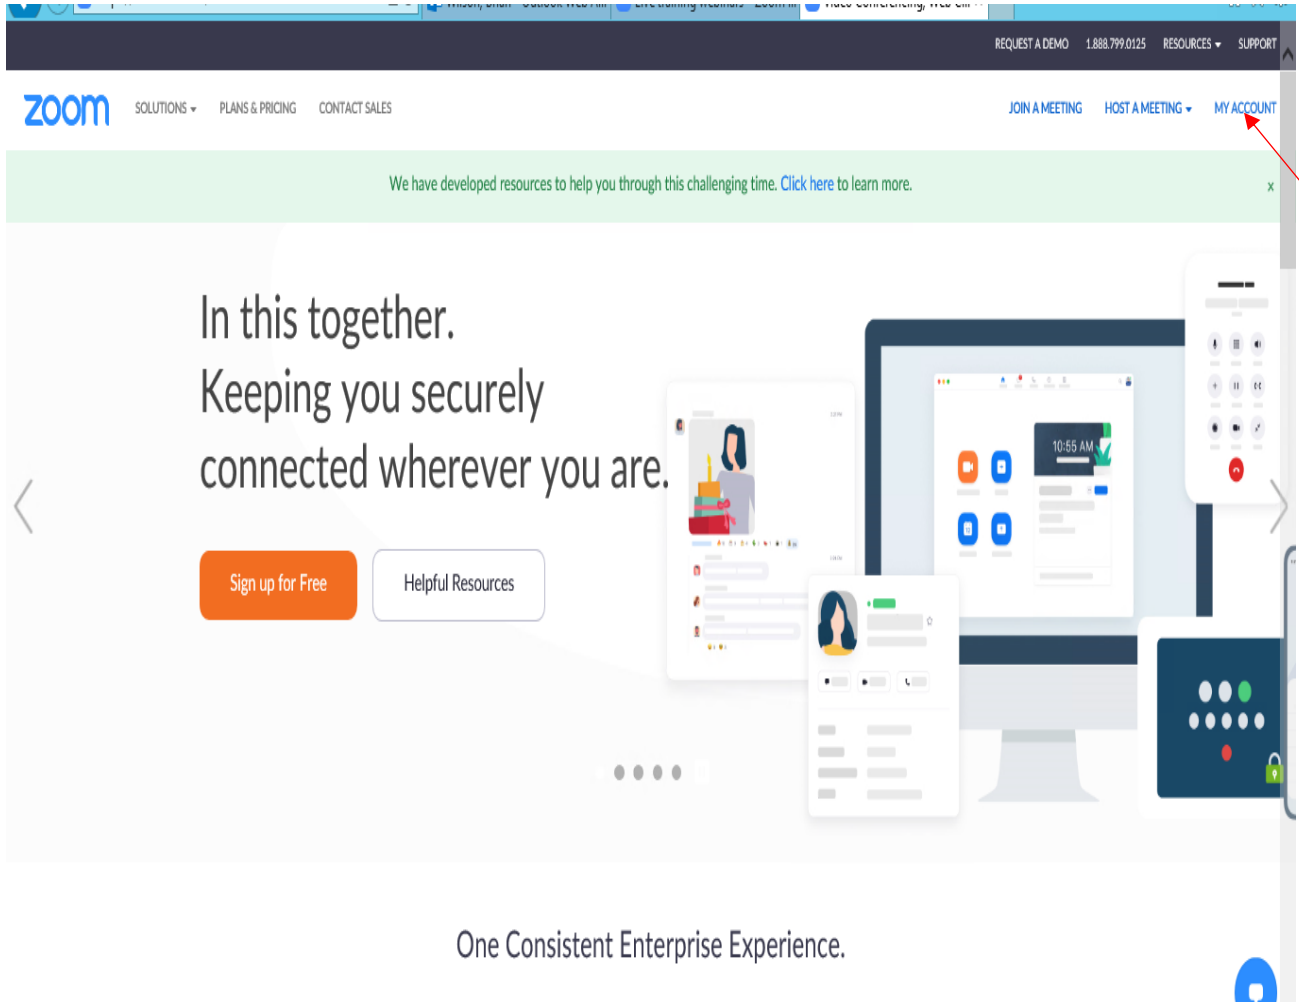 REQUEST A DEMO 1.888.799.0125 RESOURCES SUPPORT
zoom SOLUTIONS PLANS & PRICING CONTACT SALES JOIN A MEETING HOST A MEETING MY ACCOUNT
We have developed resources to help you through this challenging time. Click here to learn more. x
In this together.
Keeping you securely
connected wherever you are.
10:55 AM
Sign up for Free Helpful Resources
One Consistent Enterprise Experience.